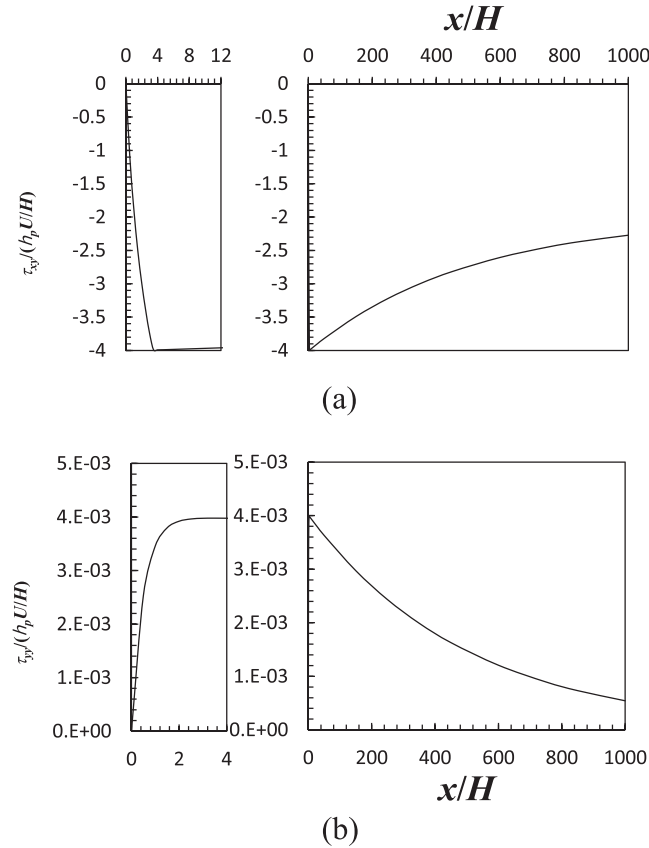 x/H
0 4 8 12 0 200 400 600 800 1000
0
-0.5
-1
-1.5
-2
-2.5
-3
-3.5
-4
τxy/(hpU/H)
0
-0.5
-1
-1.5
-2
-2.5
-3
-3.5
-4
(a)
5.E-03
4.E-03
3.E-03
2.E-03
1.E-03
0.E+00
τyy/(hpU/H)
5.E-03
4.E-03
3.E-03
2.E-03
1.E-03
0.E+00
0 2 4 0 200 400 600 800 1000
x/H
(b)